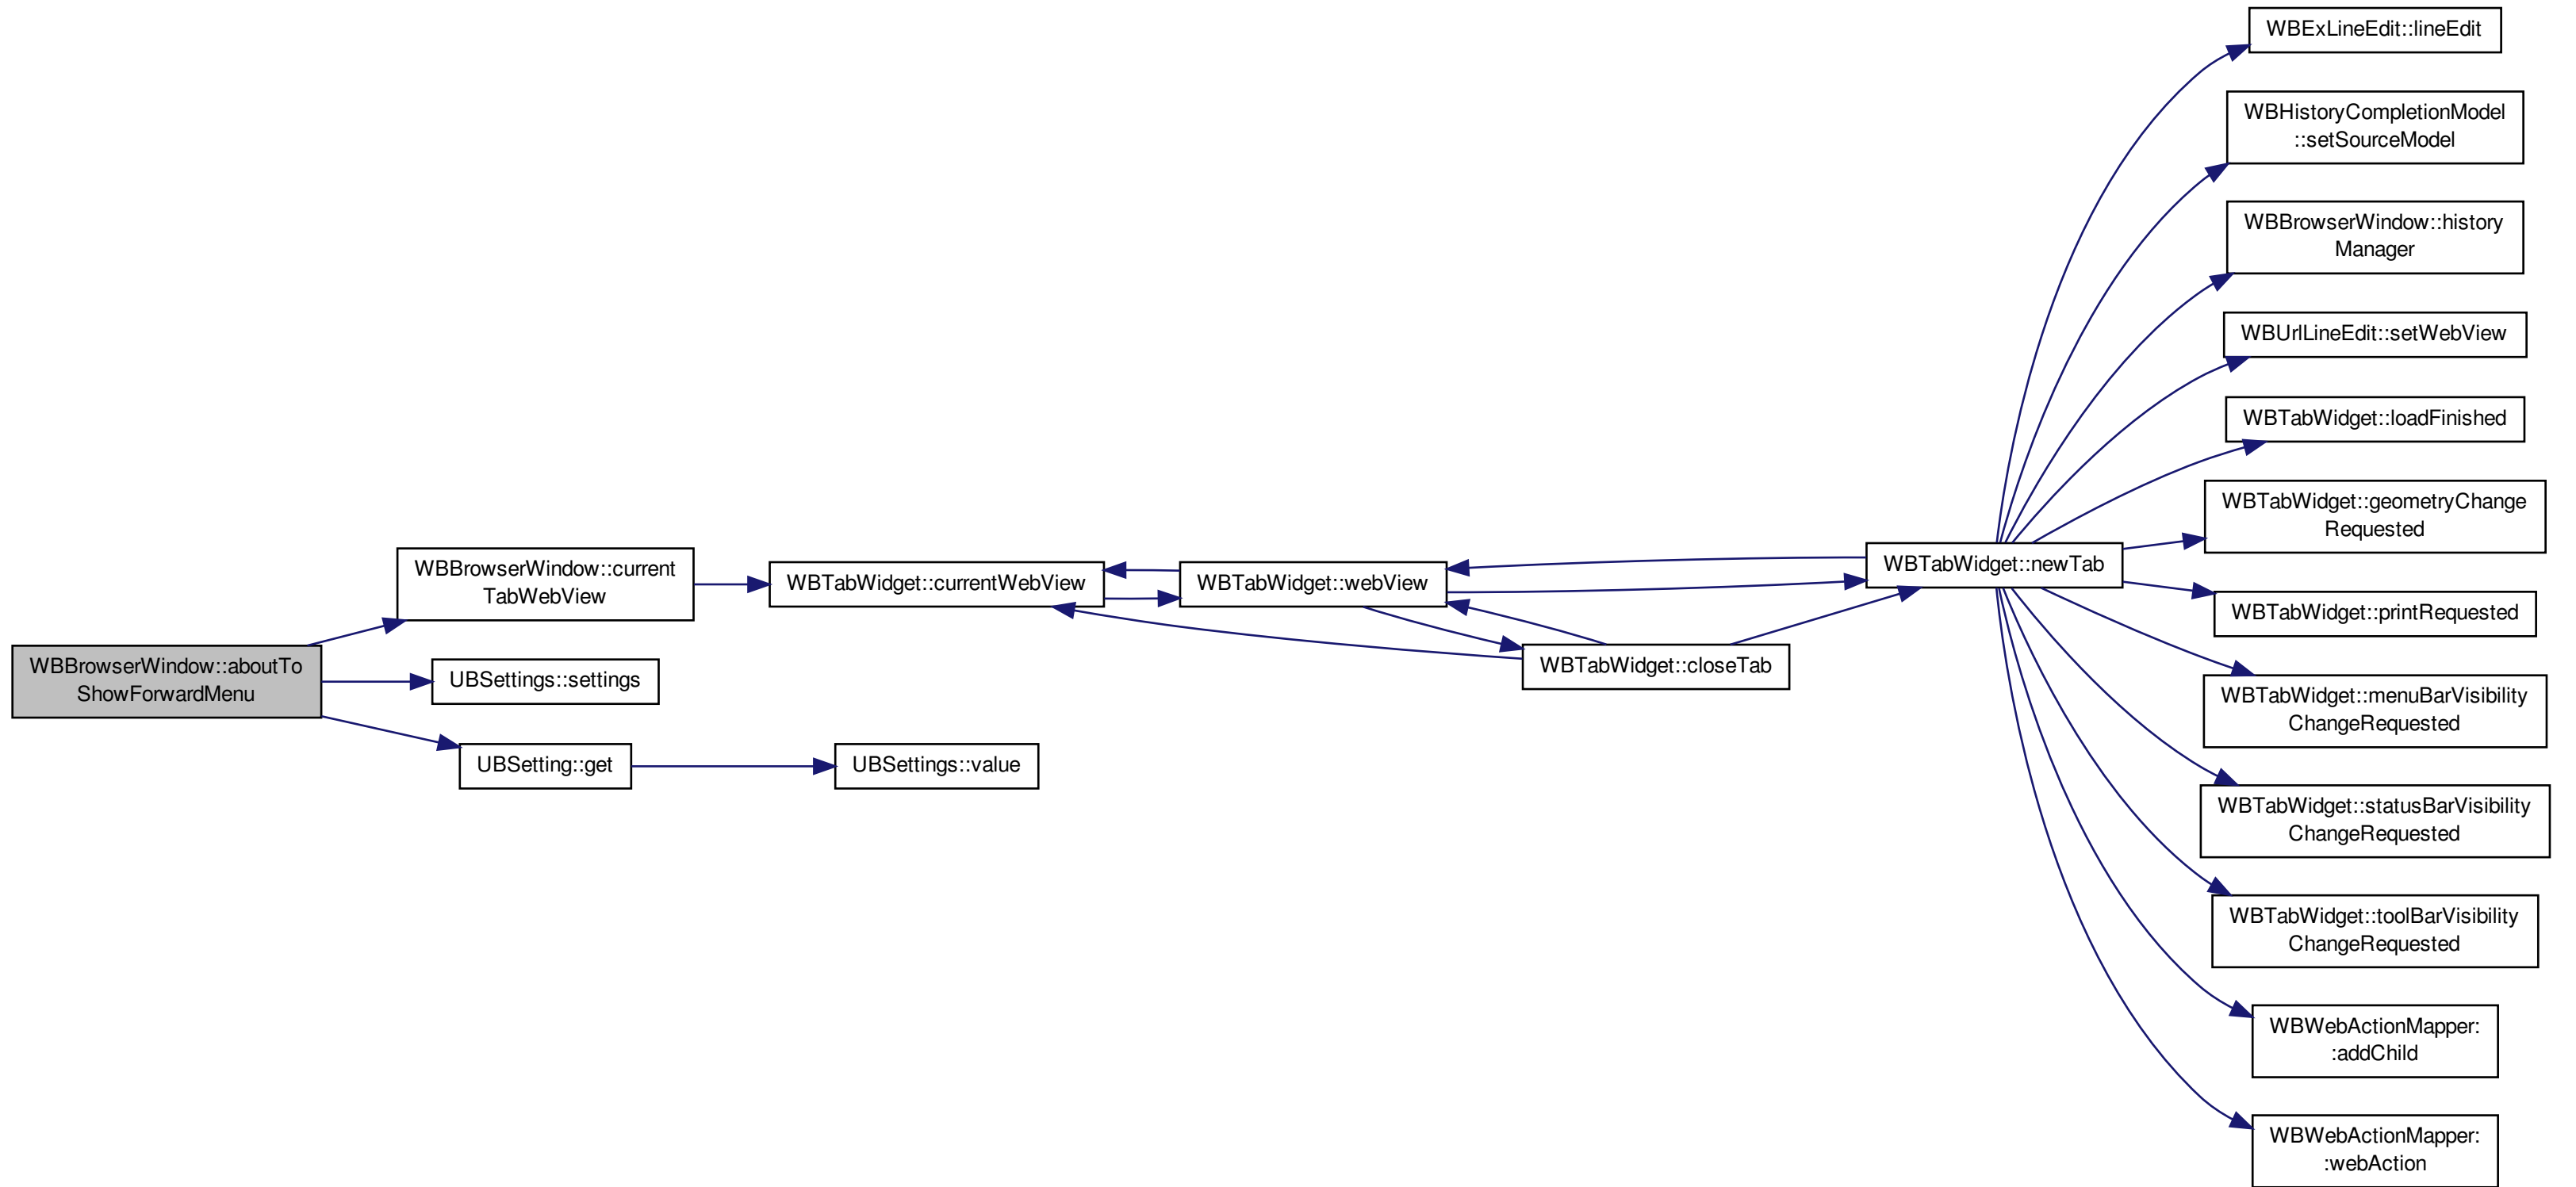 WBBrowserWindow::aboutTo
ShowForwardMenu
WBBrowserWindow::current
TabWebView
UBSettings::settings
UBSetting::get
WBTabWidget::currentWebView
UBSettings::value
WBTabWidget::webView
WBTabWidget::closeTab
WBTabWidget::newTab
WBExLineEdit::lineEdit
WBHistoryCompletionModel
::setSourceModel
WBBrowserWindow::history
Manager
WBUrlLineEdit::setWebView
WBTabWidget::loadFinished
WBTabWidget::geometryChange
Requested
WBTabWidget::printRequested
WBTabWidget::menuBarVisibility
ChangeRequested
WBTabWidget::statusBarVisibility
ChangeRequested
WBTabWidget::toolBarVisibility
ChangeRequested
WBWebActionMapper:
:addChild
WBWebActionMapper:
:webAction